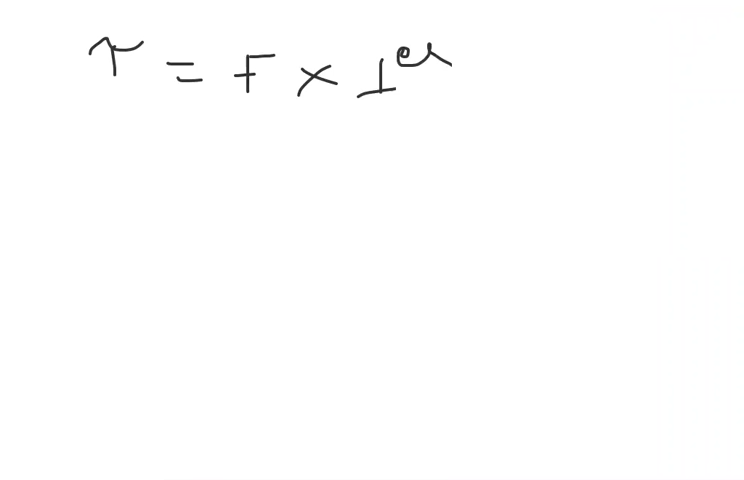 τ = F × ⊥er